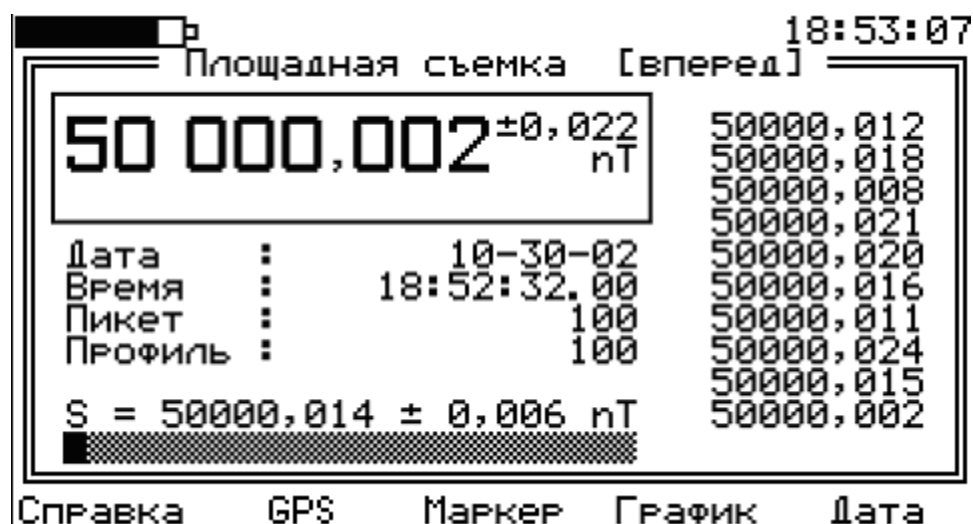 18:53:07
Площадная съемка [вперед]
50 000,002 ±0,022 nT
50000,012
50000,018
50000,008
50000,021
50000,020
50000,016
50000,011
50000,024
50000,015
50000,002
Дата : 10-30-02
Время : 18:52:32.00
Пикет : 100
Профиль : 100
S = 50000,014 ± 0,006 nT
Справка GPS Маркер График Дата